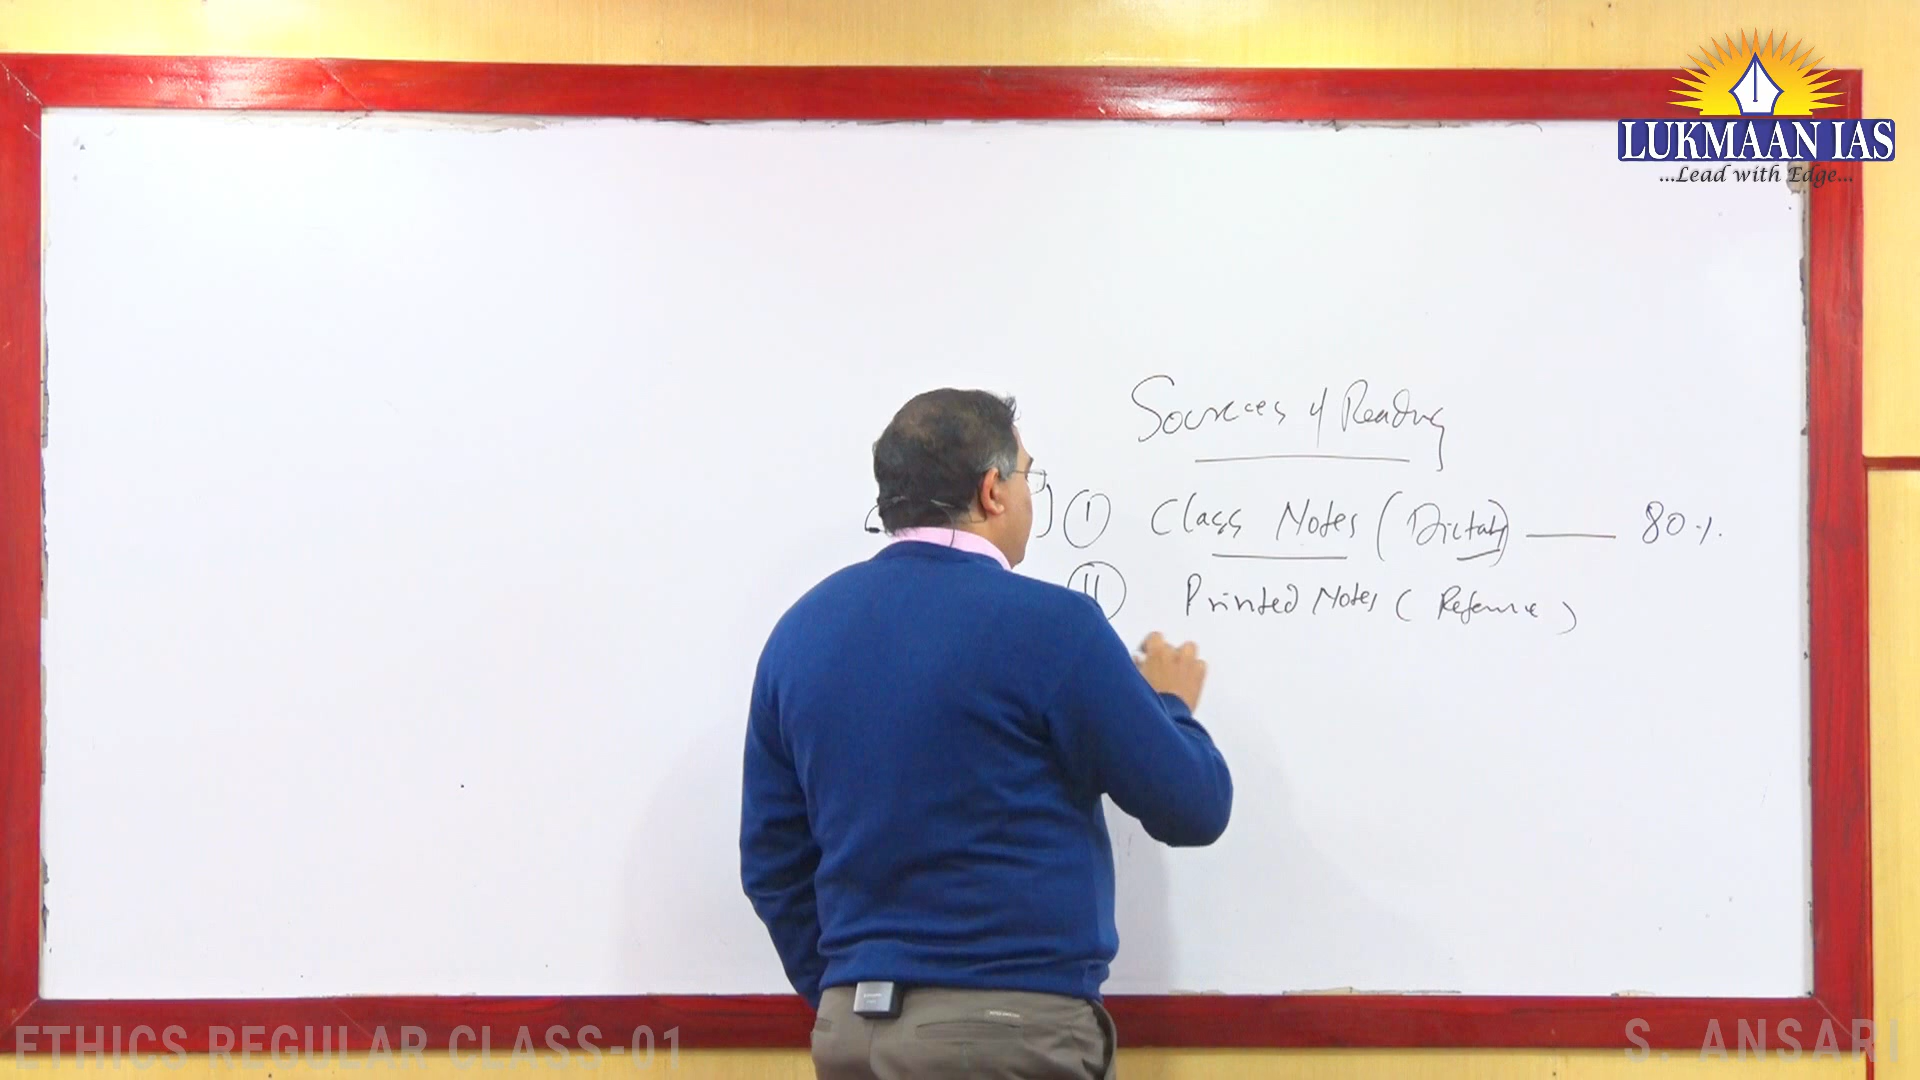 LUKMAAN IAS
...Lead with Edge...
Sources of Reading
I Class Notes ( ) 80%.
II Printed Notes (Reference)
ETHICS REGULAR CLASS-01
S. ANSARI